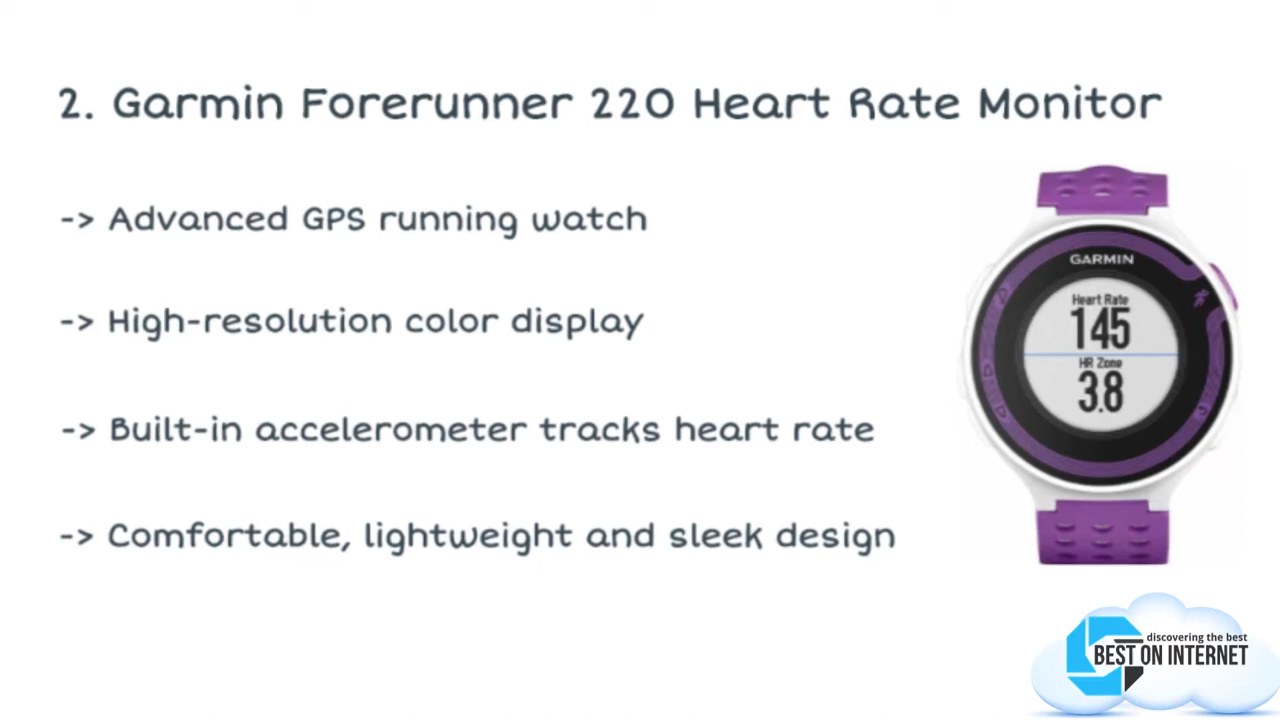 2. Garmin Forerunner 220 Heart Rate Monitor
-> Advanced GPS running watch
-> High-resolution color display
-> Built-in accelerometer tracks heart rate
-> Comfortable, lightweight and sleek design
GARMIN
Heart Rate
145
HR Zone
3.8
discovering the best
BEST ON INTERNET